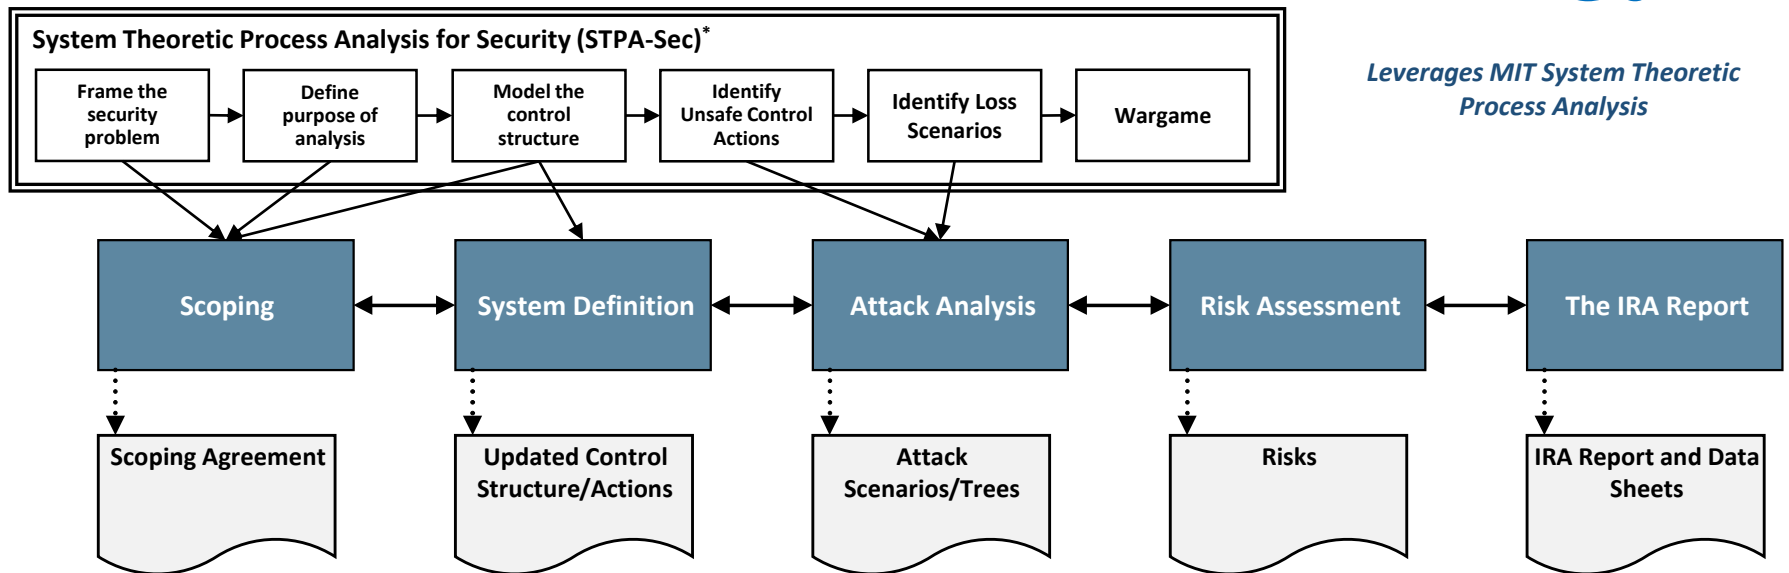 System Theoretic Process Analysis for Security (STPA-Sec)*
Frame the
security
problem
Define
purpose of
analysis
Model the
control
structure
Identify
Unsafe Control
Actions
Identify Loss
Scenarios
Wargame
Leverages MIT System Theoretic
Process Analysis
Scoping
System Definition
Attack Analysis
Risk Assessment
The IRA Report
Scoping Agreement
Updated Control
Structure/Actions
Attack
Scenarios/Trees
Risks
IRA Report and Data
Sheets